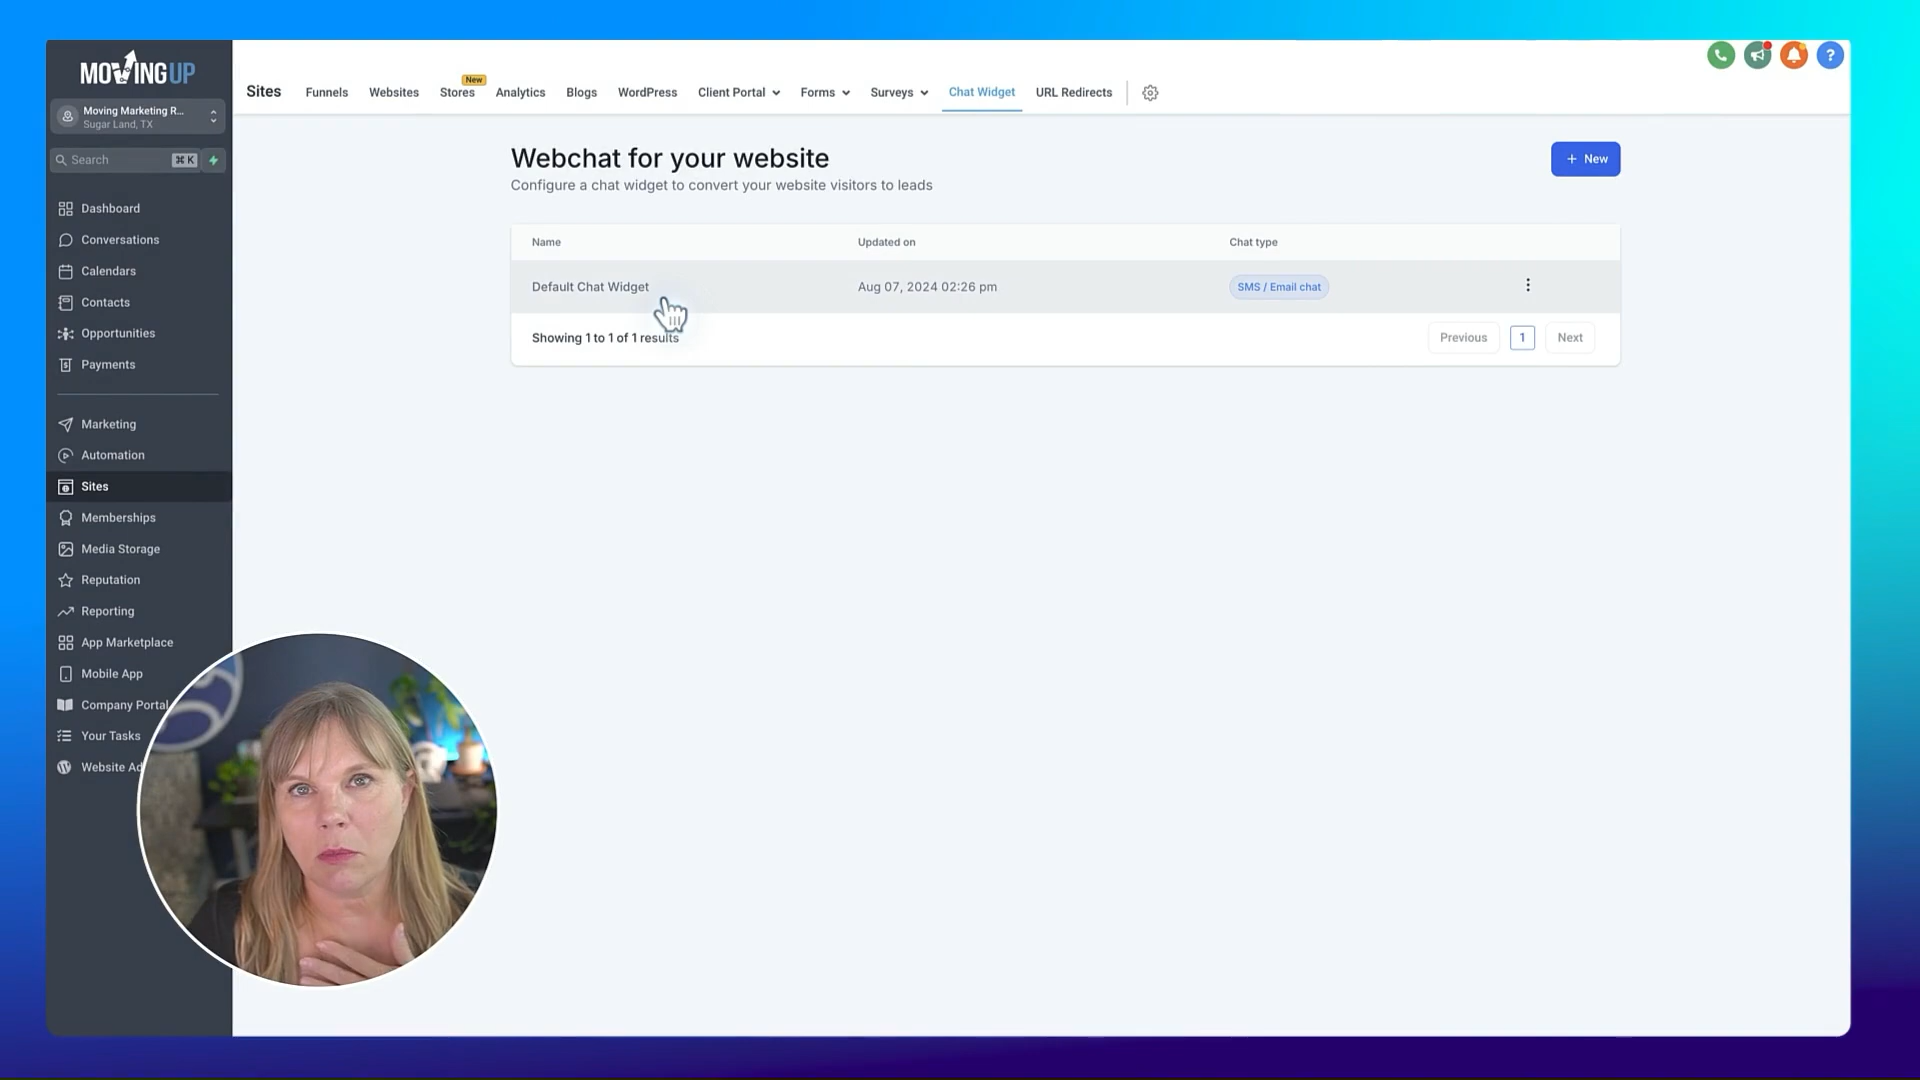 MOVINGUP
Moving Marketing R...
Sugar Land, TX
Search ⌘ K
Dashboard
Conversations
Calendars
Contacts
Opportunities
Payments
Marketing
Automation
Sites
Memberships
Media Storage
Reputation
Reporting
App Marketplace
Mobile App
Company Portal
Your Tasks
Website Ad
New
Sites Funnels Websites Stores Analytics Blogs WordPress Client Portal Forms Surveys Chat Widget URL Redirects
?
Webchat for your website
Configure a chat widget to convert your website visitors to leads
+ New
Name Updated on Chat type
Default Chat Widget Aug 07, 2024 02:26 pm SMS / Email chat
Showing 1 to 1 of 1 results Previous 1 Next